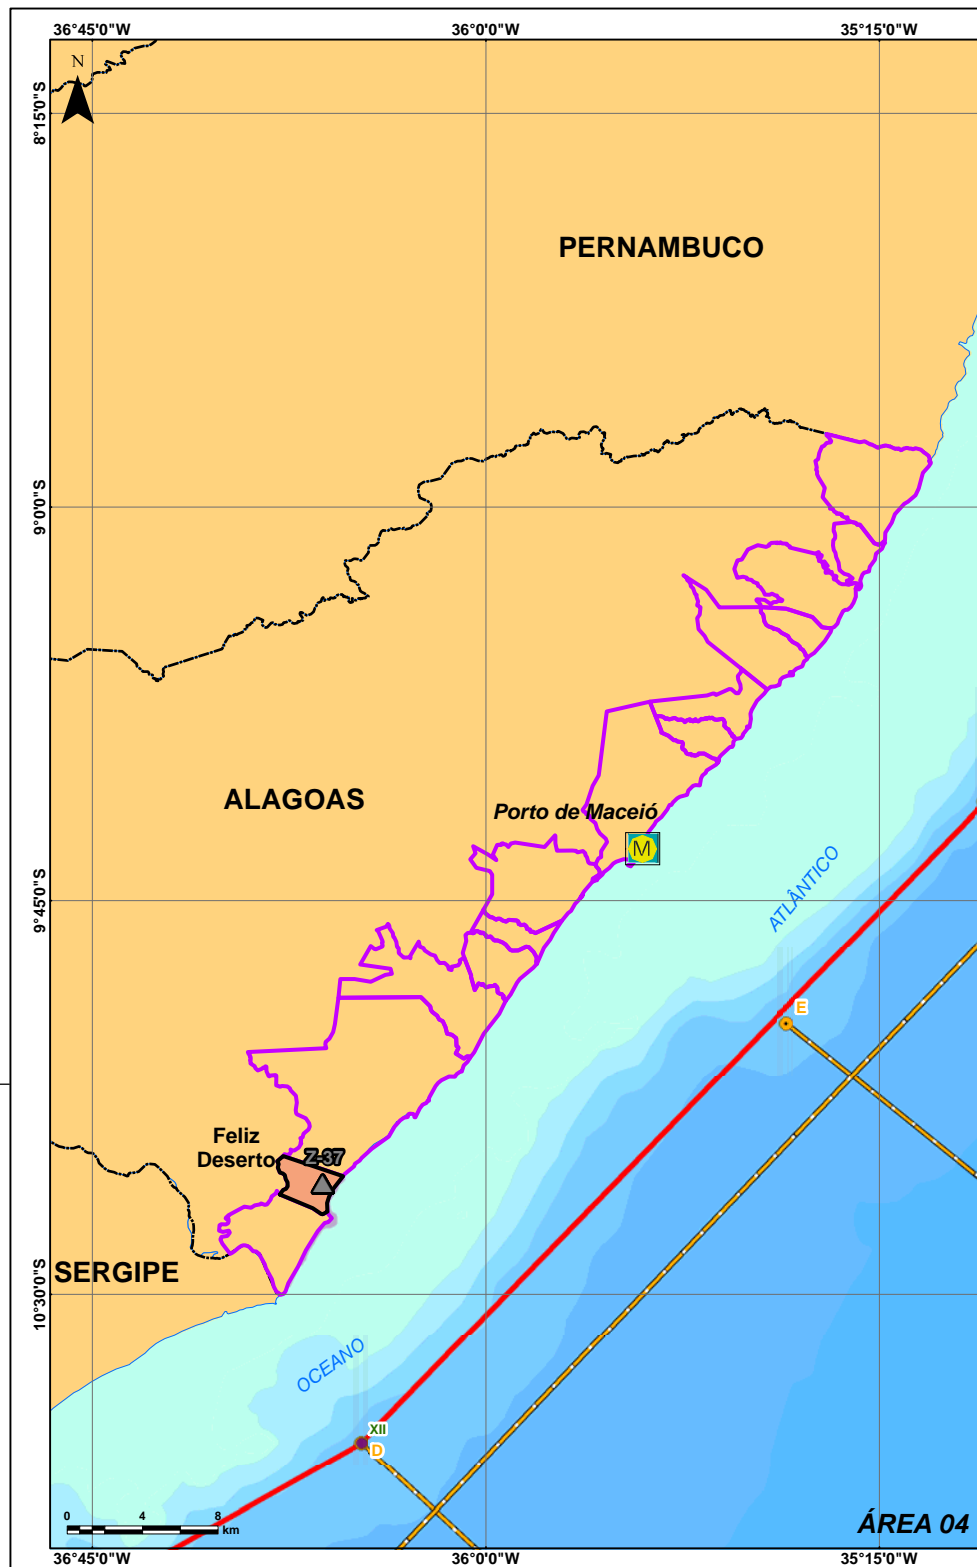 36°45'0"W 36°0'0"W 35°15'0"W
N
8°15'0"S
PERNAMBUCO
9°0'0"S
ALAGOAS
Porto de Maceió
M
ATLÂNTICO
9°45'0"S
E
Feliz
Deserto
Z-37
SERGIPE
10°30'0"S
OCEANO
XII
D
0 4 8
km
ÁREA 04
36°45'0"W 36°0'0"W 35°15'0"W